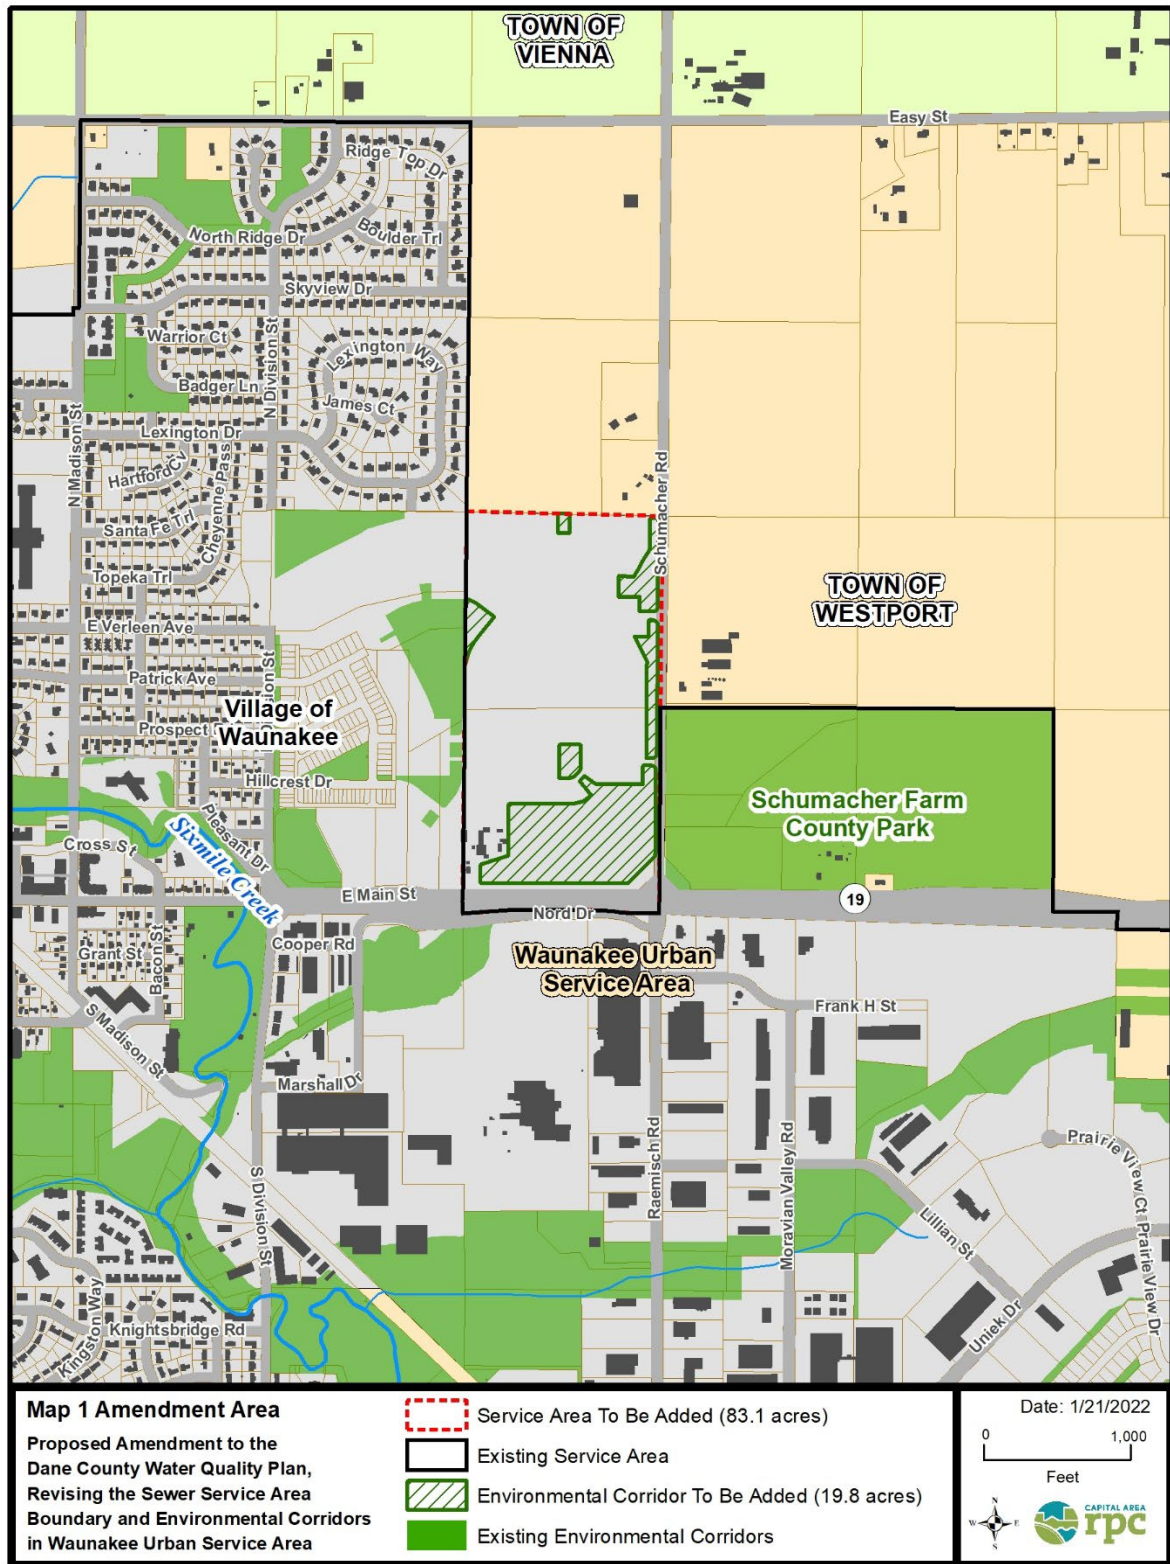 TOWN OF
VIENNA
Easy St
Ridge Top Dr
North Ridge Dr
Boulder Trl
Skyview Dr
Warrior Ct
Lexington Way
Badger Ln
N Division St
James Ct
N Madison St
Lexington Dr
Hartford Cv
Cheyenne Pass
Santa Fe Trl
Schumacher Rd
Topeka Trl
TOWN OF
WESTPORT
E Verleen Ave
Patrick Ave
Village of
Waunakee
Prospect
Hillcrest Dr
Schumacher Farm
County Park
Pleasant Dr
Sixmile Creek
Cross St
E Main St
19
Nord Dr
Cooper Rd
Grant St
Bacon St
Waunakee Urban
Service Area
Frank H St
S Madison St
Marshall Dr
Raemisch Rd
Moravian Valley Rd
Prairie View Ct
Prairie View Dr
S Division St
Lillian St
Uniek Dr
Kingston Way
Knightsbridge Rd
Map 1 Amendment Area
Proposed Amendment to the
Dane County Water Quality Plan,
Revising the Sewer Service Area
Boundary and Environmental Corridors
in Waunakee Urban Service Area
Service Area To Be Added (83.1 acres)
Existing Service Area
Environmental Corridor To Be Added (19.8 acres)
Existing Environmental Corridors
Date: 1/21/2022
0 1,000
Feet
N
W E
S
CAPITAL AREA
rpc